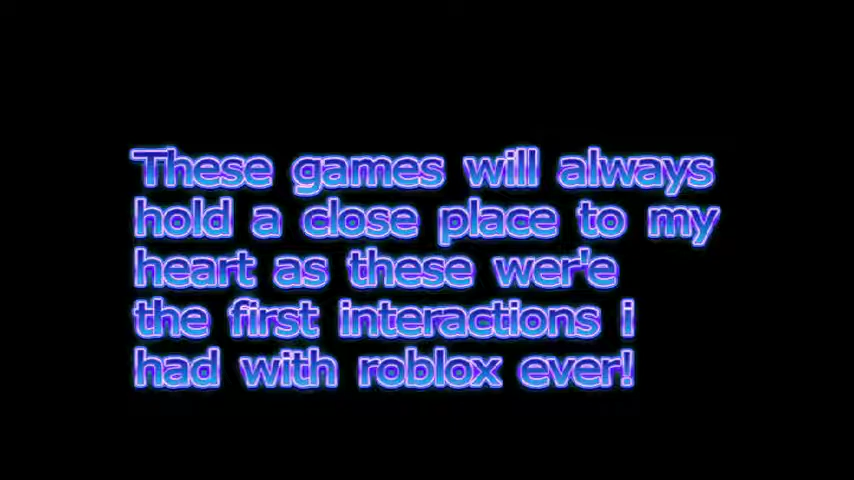 These games will always
hold a close place to my
heart as these wer'e
the first interactions i
had with roblox ever!